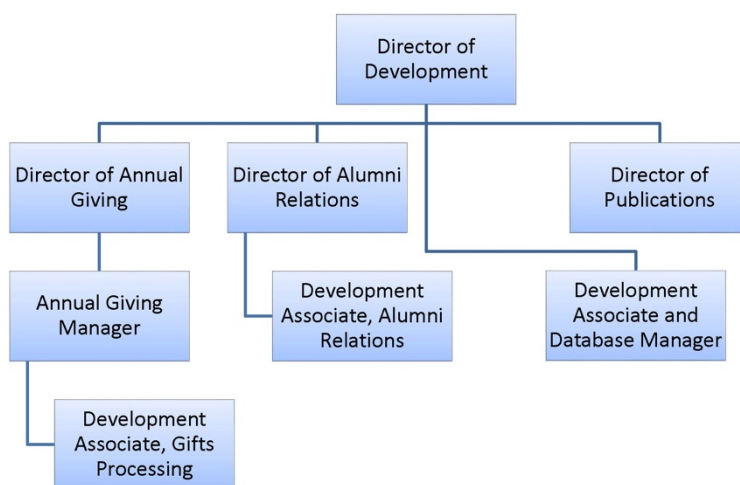 Director of
Development
Director of Annual
Giving
Director of Alumni
Relations
Director of
Publications
Annual Giving
Manager
Development
Associate, Alumni
Relations
Development
Associate and
Database Manager
Development
Associate, Gifts
Processing